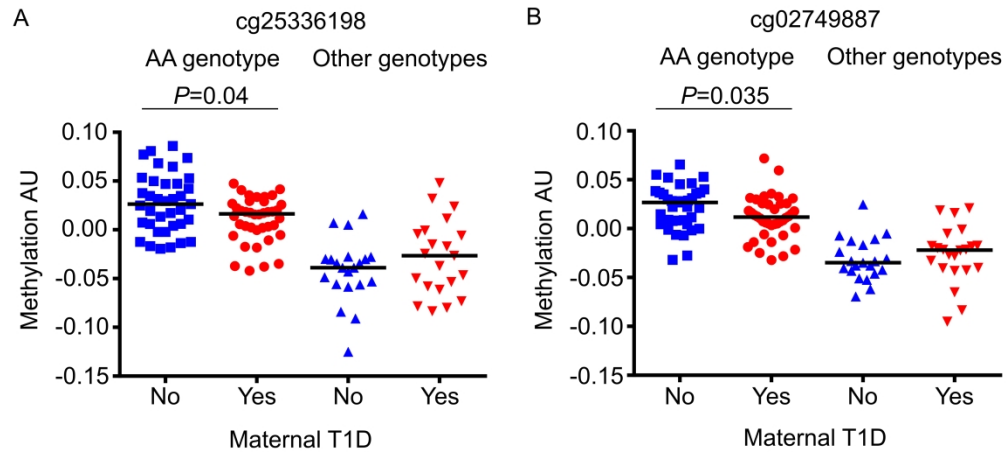 A
cg25336198
AA genotype Other genotypes
P=0.04
0.10
0.05
0.00
-0.05
-0.10
-0.15
Methylation AU
No Yes No Yes
Maternal T1D
B
cg02749887
AA genotype Other genotypes
P=0.035
0.10
0.05
0.00
-0.05
-0.10
-0.15
Methylation AU
No Yes No Yes
Maternal T1D